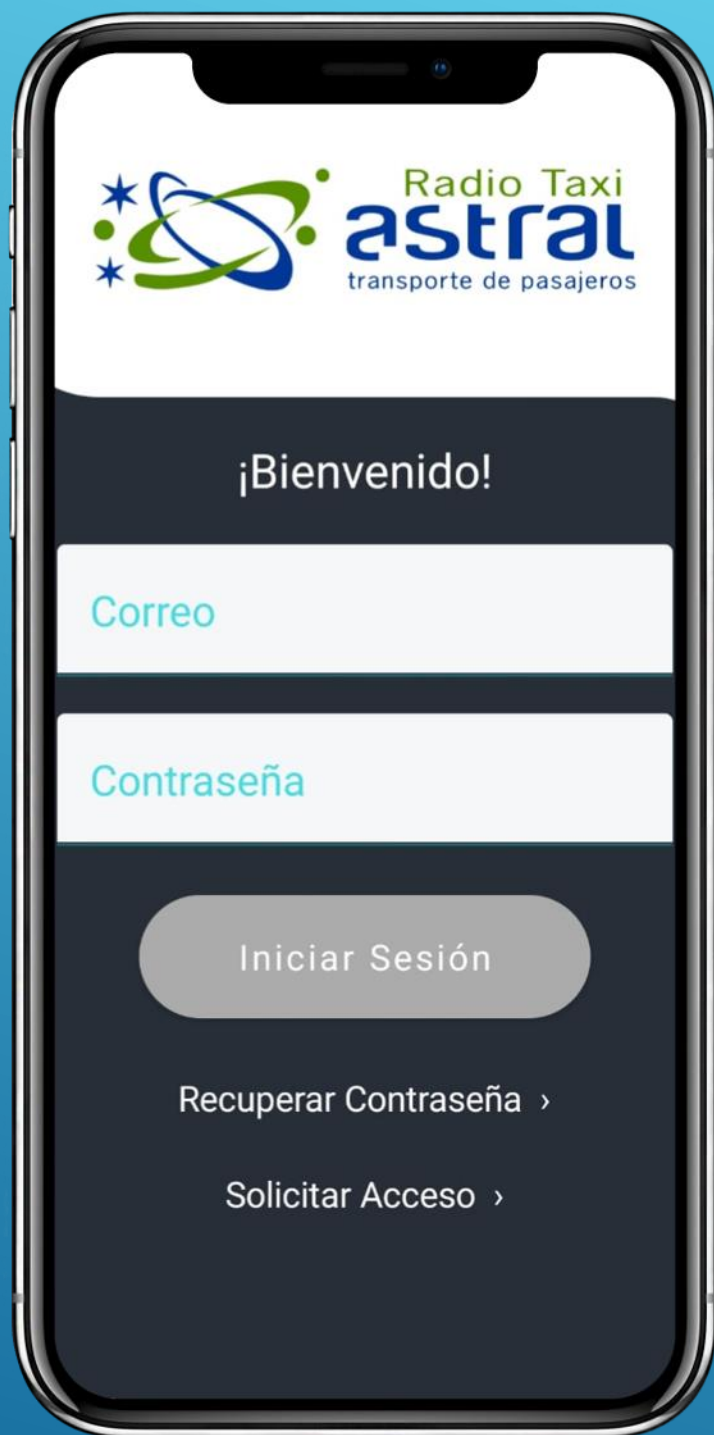 Radio Taxi
astral
transporte de pasajeros
¡Bienvenido!
Correo
Contraseña
Iniciar Sesión
Recuperar Contraseña ›
Solicitar Acceso ›